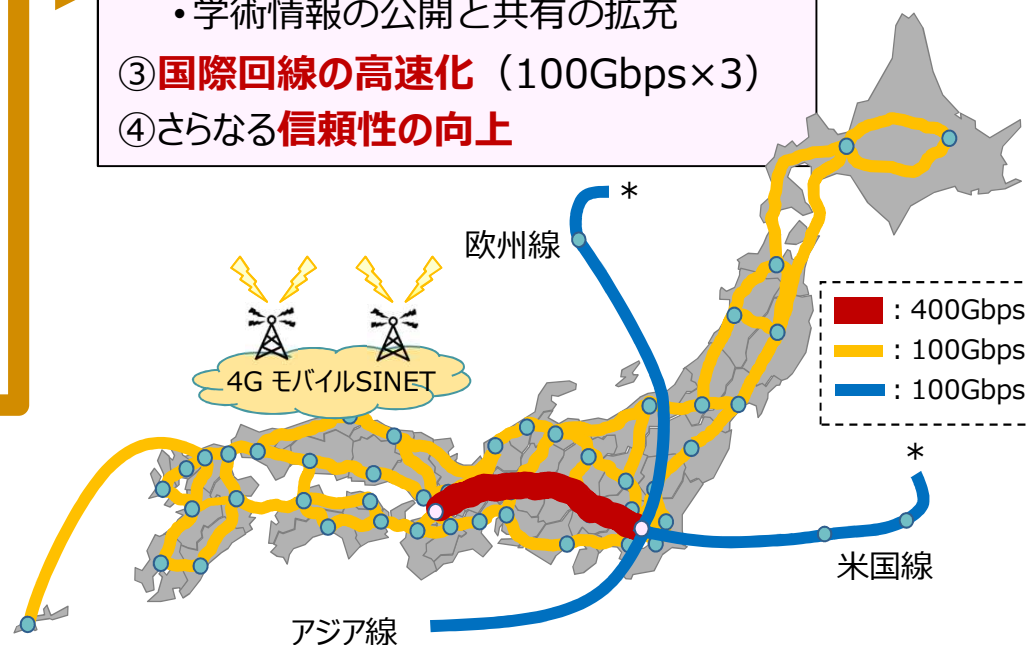 •学術情報の公開と共有の拡充
③国際回線の高速化（100Gbps×3）
④さらなる信頼性の向上
*
欧州線
: 400Gbps
: 100Gbps
: 100Gbps
4G モバイルSINET
*
米国線
アジア線